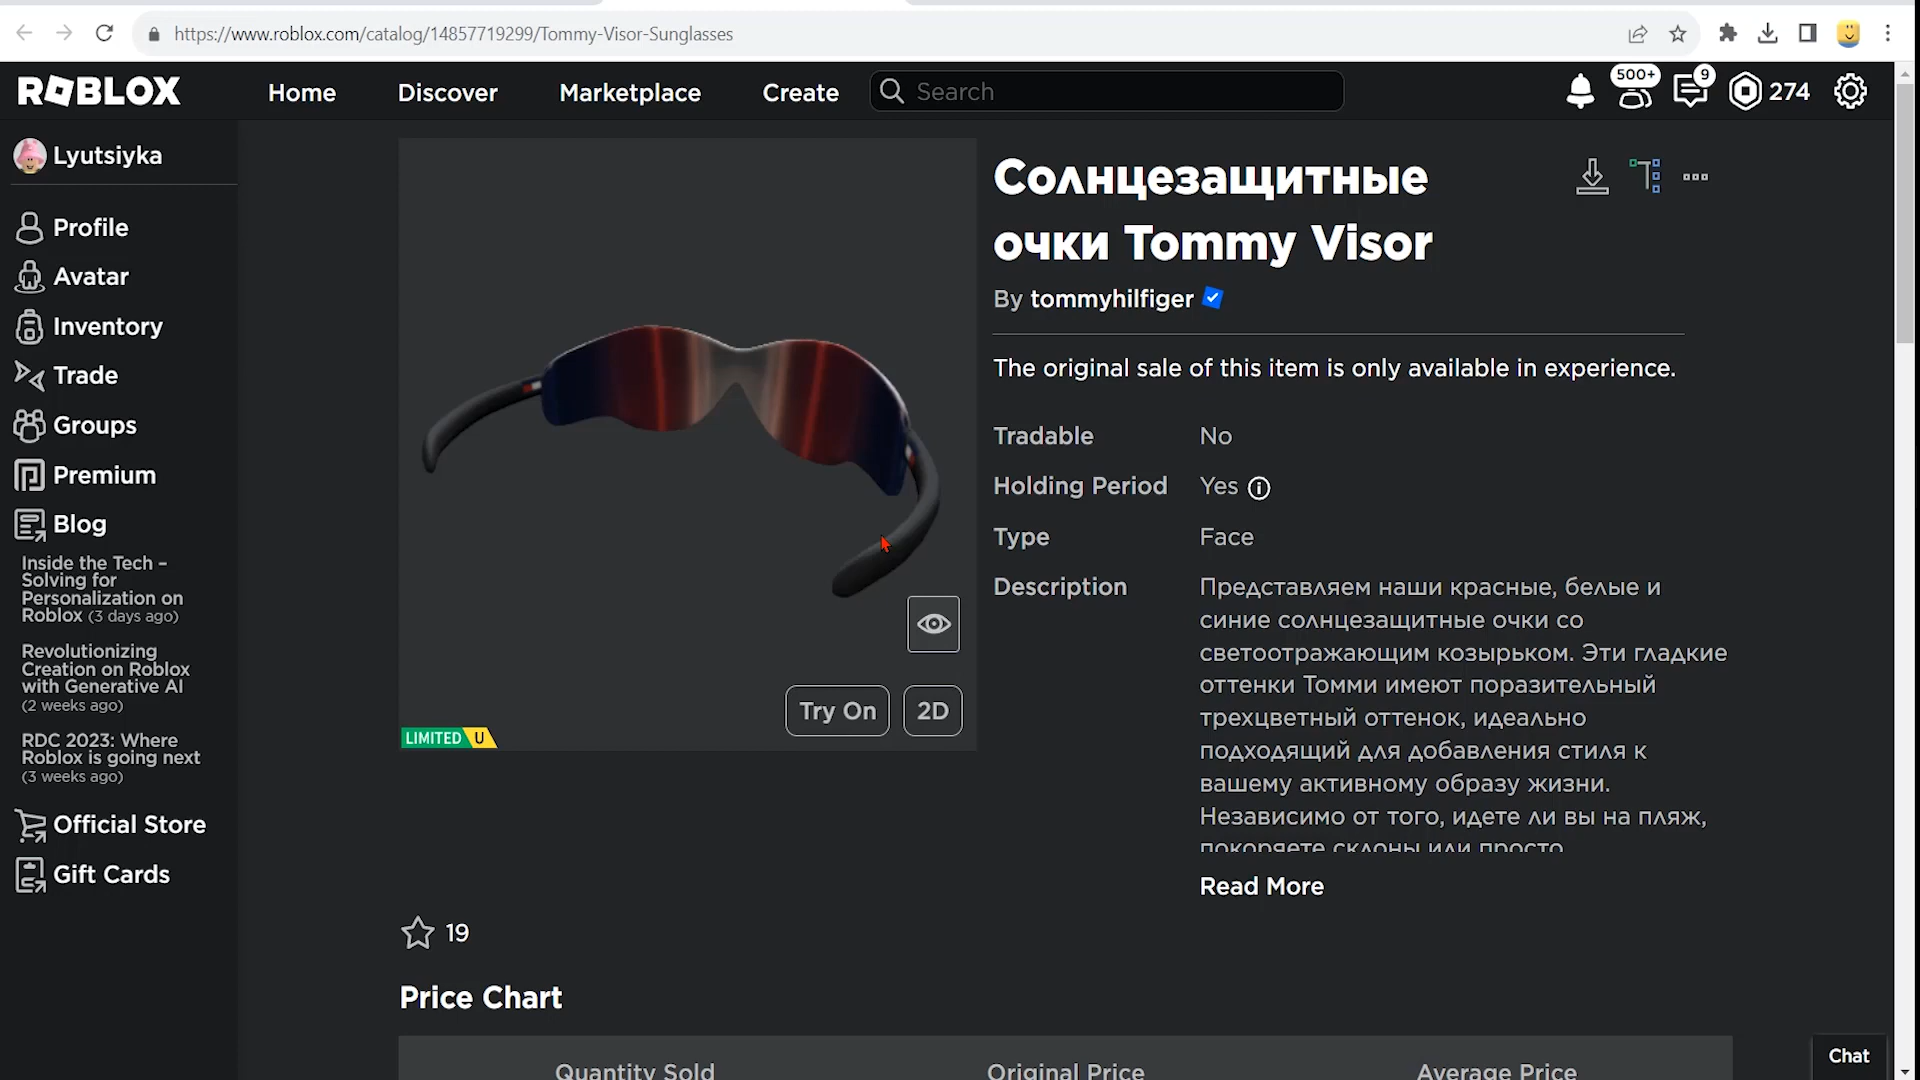 https://www.roblox.com/catalog/14857719299/Tommy-Visor-Sunglasses
ROBLOX
Home
Discover
Marketplace
Create
Search
500+
9
274
Lyutsiyka
Profile
Avatar
Inventory
Trade
Groups
Premium
Blog
Inside the Tech –
Solving for
Personalization on
Roblox (3 days ago)
Revolutionizing
Creation on Roblox
with Generative AI
(2 weeks ago)
RDC 2023: Where
Roblox is going next
(3 weeks ago)
Official Store
Gift Cards
Try On
2D
LIMITED U
19
Солнцезащитные
очки Tommy Visor
By tommyhilfiger
The original sale of this item is only available in experience.
Tradable No
Holding Period Yes
Type Face
Description
Представляем наши красные, белые и
синие солнцезащитные очки со
светоотражающим козырьком. Эти гладкие
оттенки Томми имеют поразительный
трехцветный оттенок, идеально
подходящий для добавления стиля к
вашему активному образу жизни.
Независимо от того, идете ли вы на пляж,
покоряете склоны или просто
Read More
Price Chart
Quantity Sold
Original Price
Average Price
Chat